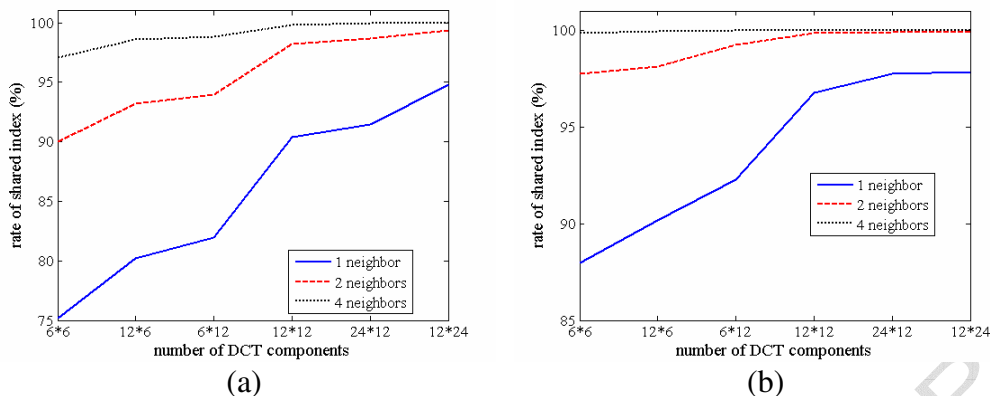 100
95
90
85
80
75
rate of shared index (%)
1 neighbor
2 neighbors
4 neighbors
6*6 12*6 6*12 12*12 24*12 12*24
number of DCT components
(a)
100
95
90
85
rate of shared index (%)
1 neighbor
2 neighbors
4 neighbors
6*6 12*6 6*12 12*12 24*12 12*24
number of DCT components
(b)